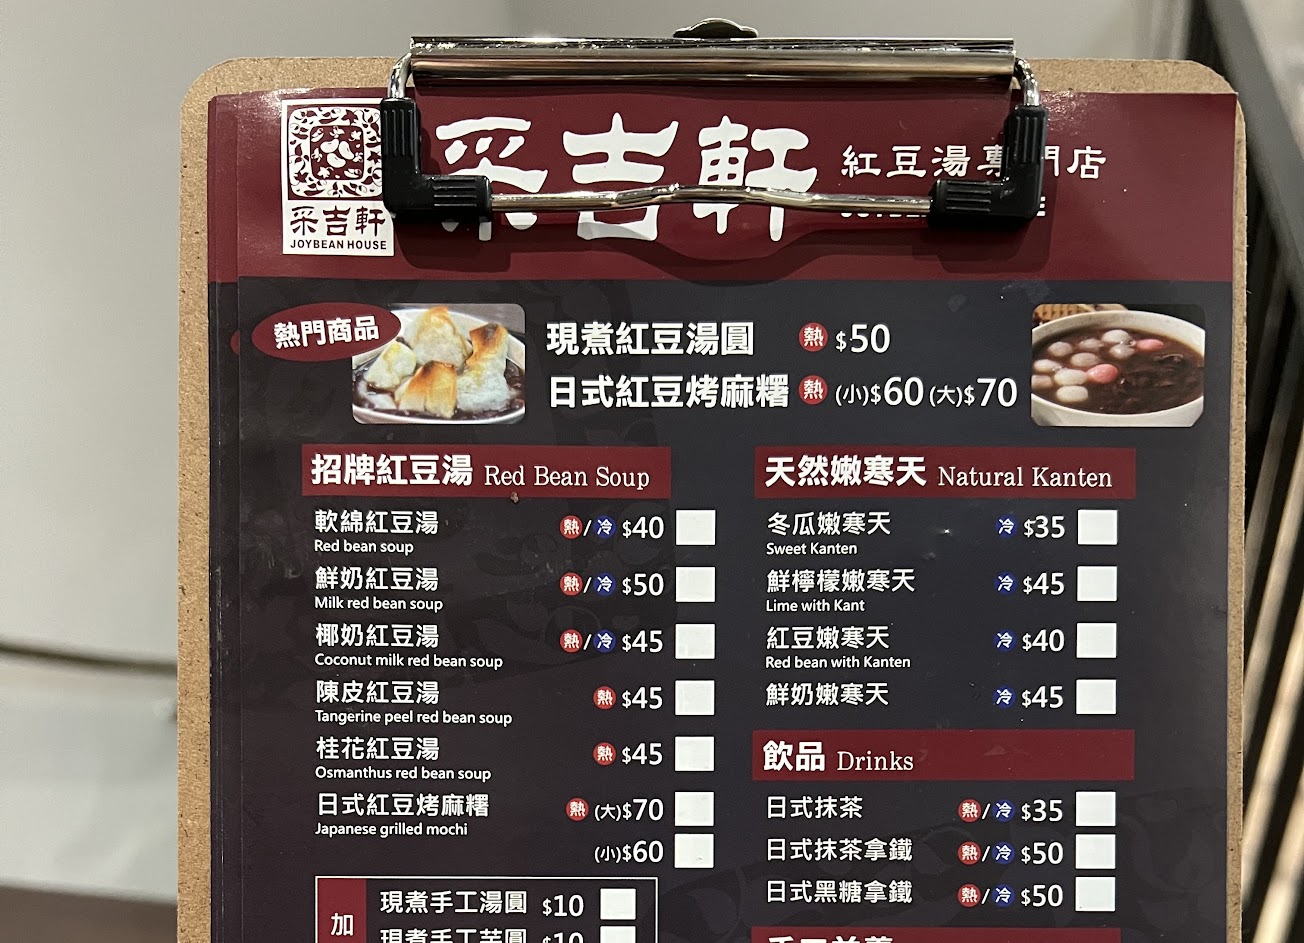 采吉軒
JOYBEAN HOUSE
采吉軒
紅豆湯專門店
熱門商品
現煮紅豆湯圓 熱 $50
日式紅豆烤麻糬 熱 (小)$60 (大)$70
招牌紅豆湯 Red Bean Soup
軟綿紅豆湯 熱/冷 $40
Red bean soup
鮮奶紅豆湯 熱/冷 $50
Milk red bean soup
椰奶紅豆湯 熱/冷 $45
Coconut milk red bean soup
陳皮紅豆湯 熱 $45
Tangerine peel red bean soup
桂花紅豆湯 熱 $45
Osmanthus red bean soup
日式紅豆烤麻糬 熱 (大)$70
Japanese grilled mochi
(小)$60
加
現煮手工湯圓 $10
現煮手工芋圓 $10
天然嫩寒天 Natural Kanten
冬瓜嫩寒天 冷 $35
Sweet Kanten
鮮檸檬嫩寒天 冷 $45
Lime with Kant
紅豆嫩寒天 冷 $40
Red bean with Kanten
鮮奶嫩寒天 冷 $45
飲品 Drinks
日式抹茶 熱/冷 $35
日式抹茶拿鐵 熱/冷 $50
日式黑糖拿鐵 熱/冷 $50